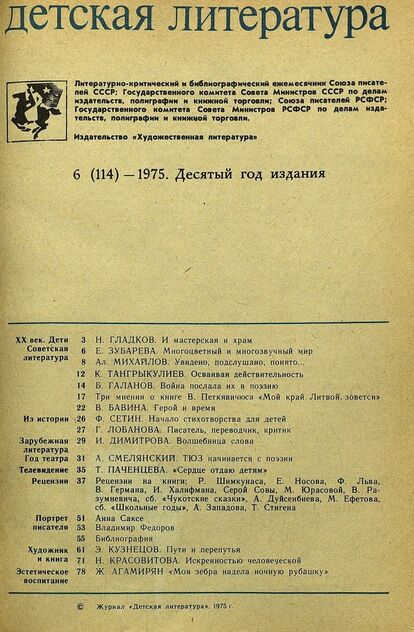 детская литература
Литературно-критический и библиографический ежемесячник Союза писате-
лей СССР; Государственного комитета Совета Министров СССР по делам
издательств, полиграфии и книжной торговли; Союза писателей РСФСР;
Государственного комитета Совета Министров РСФСР по делам изда-
тельств, полиграфии и книжной торговли.
Издательство «Художественная литература»
6 (114) — 1975. Десятый год издания
XX век. Дети 3 Н. ГЛАДКОВ. И мастерская и храм
Советская 6 Е. ЗУБАРЕВА. Многоцветный и многозвучный мир
литература 8 Ал. МИХАЙЛОВ. Увидено, подслушано, понято...
12 К. ТАНГРЫКУЛИЕВ. Осваивая действительность
14 Б. ГАЛАНОВ. Война послала их в поэзию
17 Три мнения о книге В. Петкявичюса «Мой край Литвой зовется»
22 В. БАВИНА. Герой и время
Из истории 26 Ф. СЕТИН. Начало стихотворства для детей
27 Г. ЛОБАНОВА. Писатель, переводчик, критик
Зарубежная 29 И. ДИМИТРОВА. Волшебница слова
литература
Год театра 31 А. СМЕЛЯНСКИЙ. ТЮЗ начинается с поэзии
Телевидение 35 Т. ПАЧЕНЦЕВА. «Сердце отдаю детям»
Рецензии 37 Рецензии на книги: Р. Шимкунаса, Е. Носова, Ф. Льва,
В. Германа, И. Халифмана, Серой Совы, М. Юрасовой, В. Ра-
зумневича, сб. «Чукотские сказки», А. Дуйсенбиева, М. Ефетова,
сб. «Школьные годы», А. Западова, Т. Стигена
Портрет 51 Анна Саксе
писателя 53 Владимир Федоров
55 Библиография
Художник 61 Э. КУЗНЕЦОВ. Пути и перепутья
и книга 71 Н. КРАСОВИТОВА. Искренностью человеческой
Эстетическое 78 Ж. АГАМИРЯН «Моя зебра надела ночную рубашку»
воспитание
© Журнал «Детская литература», 1975 г.